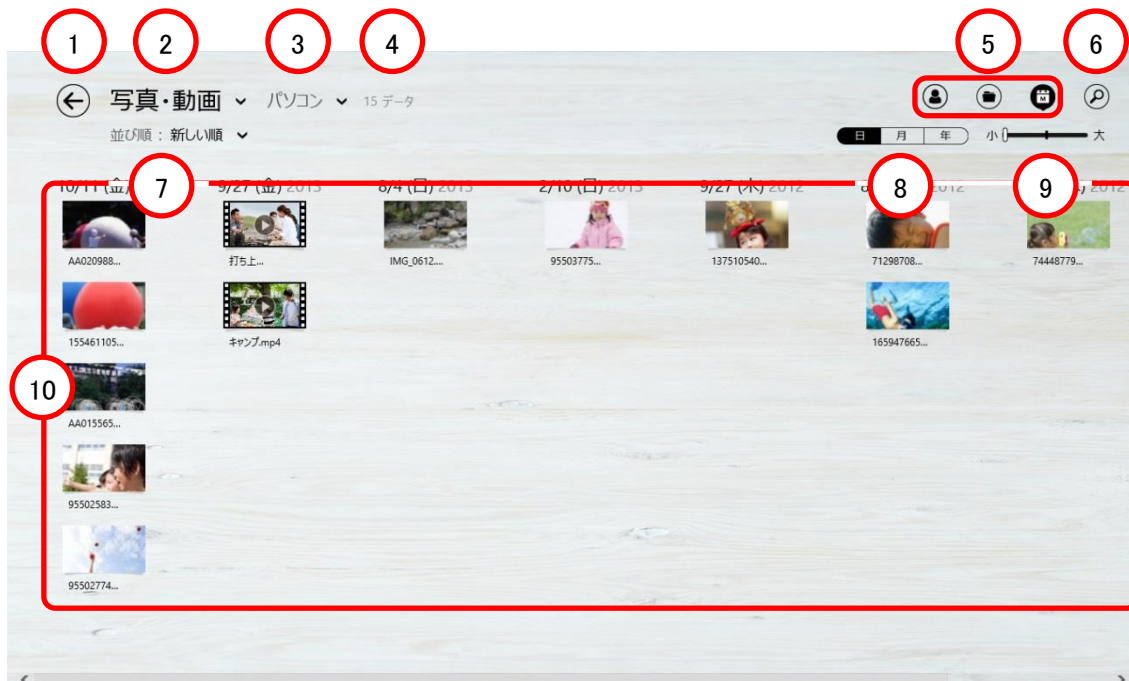 1 2 3 4 5 6
写真・動画 パソコン 15 データ
並び順：新しい順
日 月 年 小 大
7 8 9
10/11 (金) 9/27 (金) 2013 8/4 (日) 2013 2/10 (日) 2013 9/27 (木) 2012 2012 2012
AA020988... 打ち上... IMG_0612.... 95503775... 137510540... 71298708... 74448779...
155461105... キャンプ.mp4 165947665...
10
AA015565...
95502583...
95502774...